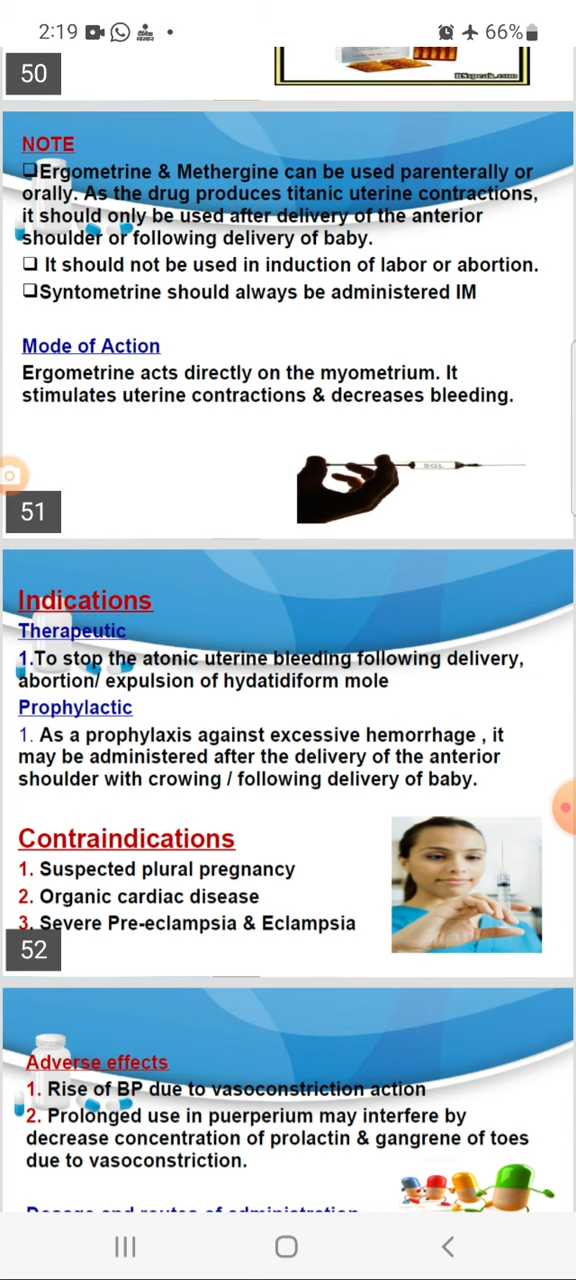 2:19
66%
HSspeak.com
50
NOTE
❑Ergometrine & Methergine can be used parenterally or
orally. As the drug produces titanic uterine contractions,
it should only be used after delivery of the anterior
shoulder or following delivery of baby.
❑ It should not be used in induction of labor or abortion.
❑Syntometrine should always be administered IM
Mode of Action
Ergometrine acts directly on the myometrium. It
stimulates uterine contractions & decreases bleeding.
51
Indications
Therapeutic
1.To stop the atonic uterine bleeding following delivery,
abortion/ expulsion of hydatidiform mole
Prophylactic
1. As a prophylaxis against excessive hemorrhage , it
may be administered after the delivery of the anterior
shoulder with crowing / following delivery of baby.
Contraindications
1. Suspected plural pregnancy
2. Organic cardiac disease
3. Severe Pre-eclampsia & Eclampsia
52
Adverse effects
1. Rise of BP due to vasoconstriction action
2. Prolonged use in puerperium may interfere by
decrease concentration of prolactin & gangrene of toes
due to vasoconstriction.
Dosage and routes of administration